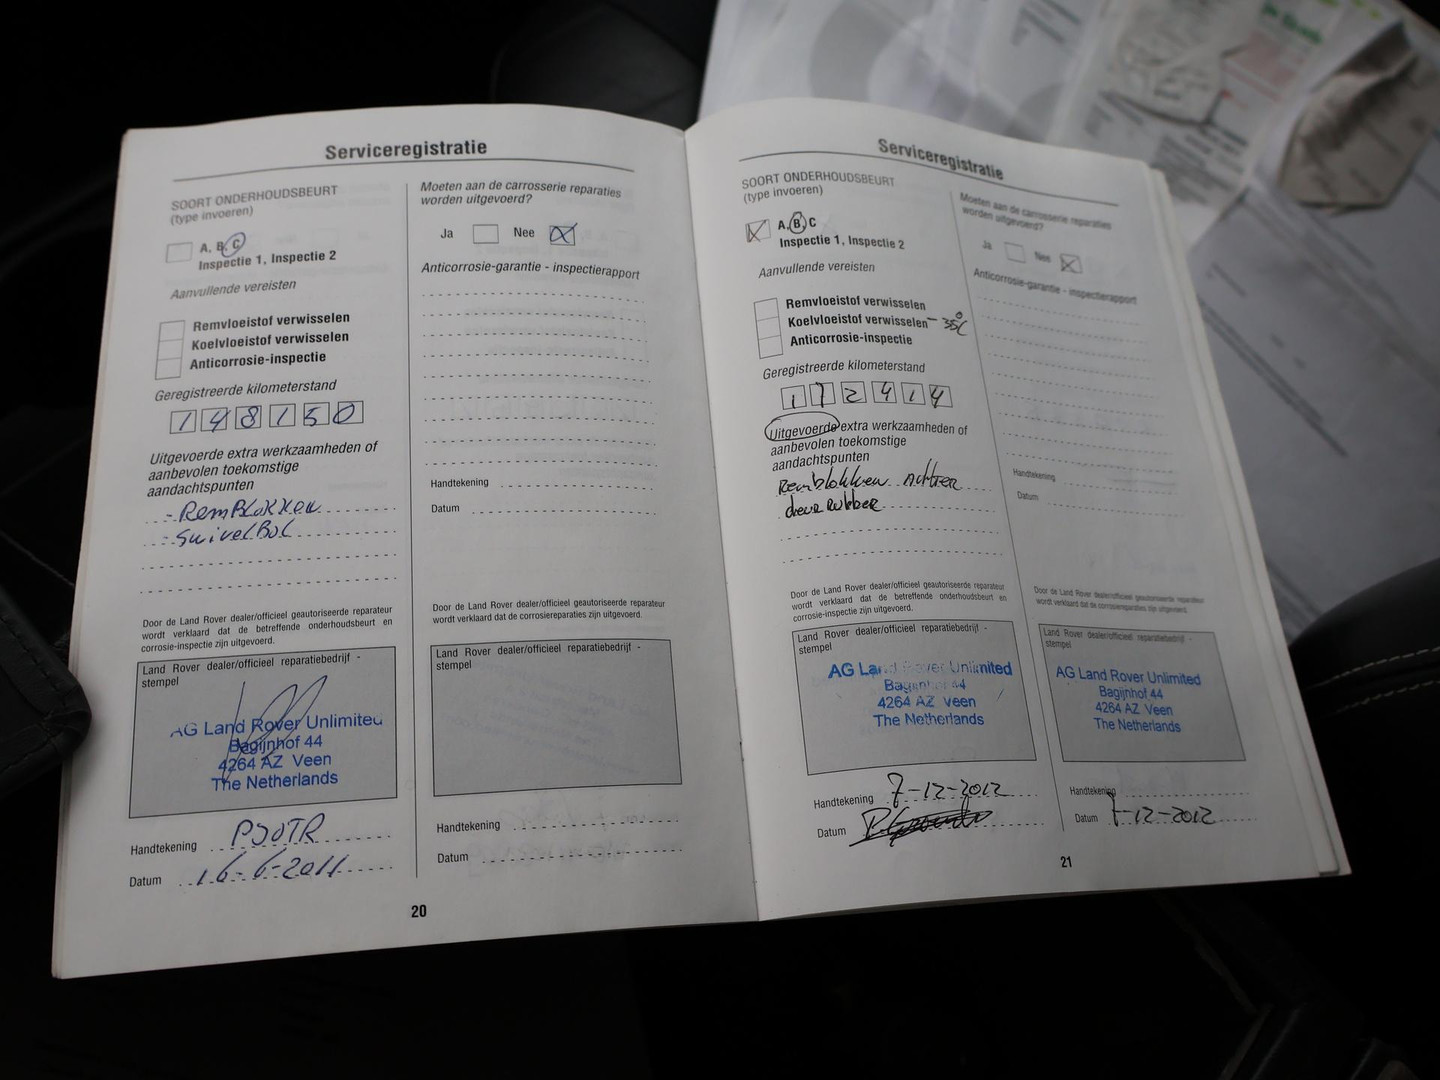 Serviceregistratie
SOORT ONDERHOUDSBEURT
(type invoeren)
A, B, C
Inspectie 1, Inspectie 2
Aanvullende vereisten
Remvloeistof verwisselen
Koelvloeistof verwisselen
Anticorrosie-inspectie
Geregistreerde kilometerstand
148150
Uitgevoerde extra werkzaamheden of
aanbevolen toekomstige
aandachtspunten
- RemBlokken
- SwivelBol
Door de Land Rover dealer/officieel geautoriseerde reparateur
wordt verklaard dat de betreffende onderhoudsbeurt en
corrosie-inspectie zijn uitgevoerd.
Land Rover dealer/officieel reparatiebedrijf -
stempel
AG Land Rover Unlimited
Bagijnhof 44
4264 AZ Veen
The Netherlands
Handtekening PJOTR
Datum 16-6-2011
Moeten aan de carrosserie reparaties
worden uitgevoerd?
Ja Nee
Anticorrosie-garantie - inspectierapport
Handtekening
Datum
Door de Land Rover dealer/officieel geautoriseerde reparateur
wordt verklaard dat de corrosiereparaties zijn uitgevoerd.
Land Rover dealer/officieel reparatiebedrijf -
stempel
Handtekening
Datum
20
Serviceregistratie
SOORT ONDERHOUDSBEURT
(type invoeren)
A, B, C
Inspectie 1, Inspectie 2
Aanvullende vereisten
Remvloeistof verwisselen
Koelvloeistof verwisselen - 35°C
Anticorrosie-inspectie
Geregistreerde kilometerstand
172414
Uitgevoerde extra werkzaamheden of
aanbevolen toekomstige
aandachtspunten
Remblokken Achter
rubber
Door de Land Rover dealer/officieel geautoriseerde reparateur
wordt verklaard dat de betreffende onderhoudsbeurt en
corrosie-inspectie zijn uitgevoerd.
Land Rover dealer/officieel reparatiebedrijf -
stempel
AG Land Rover Unlimited
Bagijnhof 44
4264 AZ Veen
The Netherlands
Handtekening 7-12-2012
Datum
Moeten aan de carrosserie reparaties
worden uitgevoerd?
Ja Nee
Anticorrosie-garantie - inspectierapport
Handtekening
Datum
Door de Land Rover dealer/officieel geautoriseerde reparateur
wordt verklaard dat de corrosiereparaties zijn uitgevoerd.
Land Rover dealer/officieel reparatiebedrijf -
stempel
AG Land Rover Unlimited
Bagijnhof 44
4264 AZ Veen
The Netherlands
Handtekening
Datum 7-12-2012
21